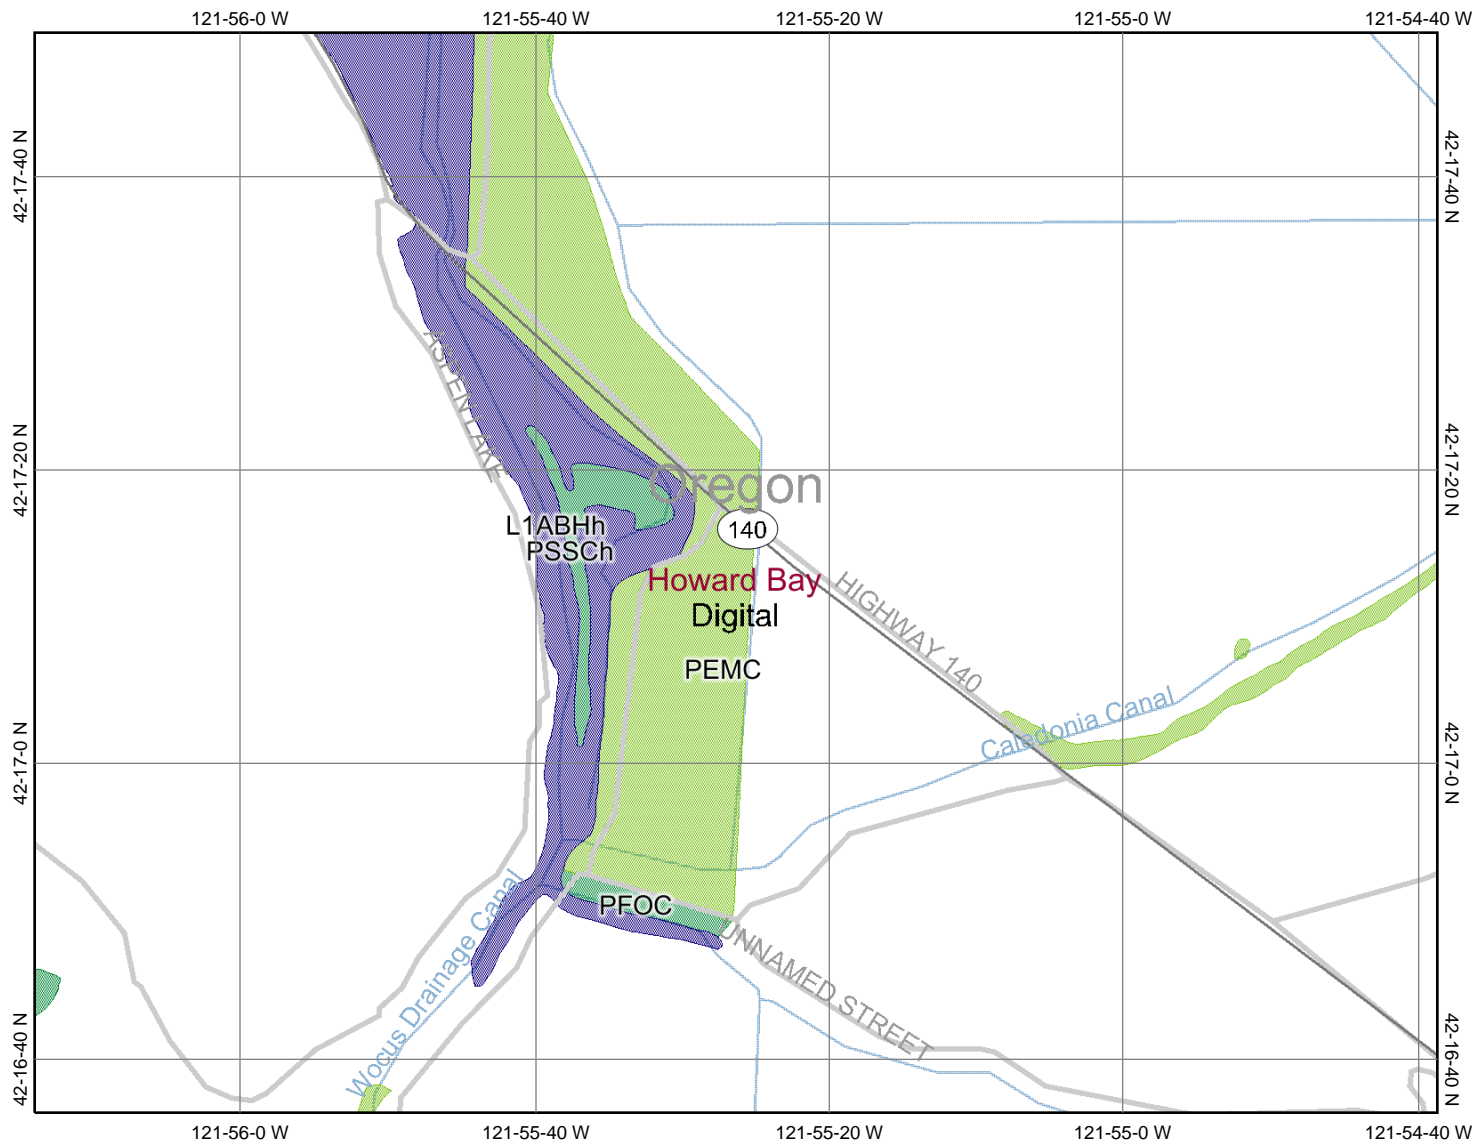 121-56-0 W
121-55-40 W
121-55-20 W
121-55-0 W
121-54-40 W
42-17-40 N
42-17-40 N
ASPEN LAKE
42-17-20 N
42-17-20 N
Oregon
L1ABHh
140
PSSCh
Howard Bay
HIGHWAY 140
Digital
PEMC
Caledonia Canal
42-17-0 N
42-17-0 N
PFOC
Wocus Drainage Canal
UNNAMED STREET
42-16-40 N
42-16-40 N
121-56-0 W
121-55-40 W
121-55-20 W
121-55-0 W
121-54-40 W